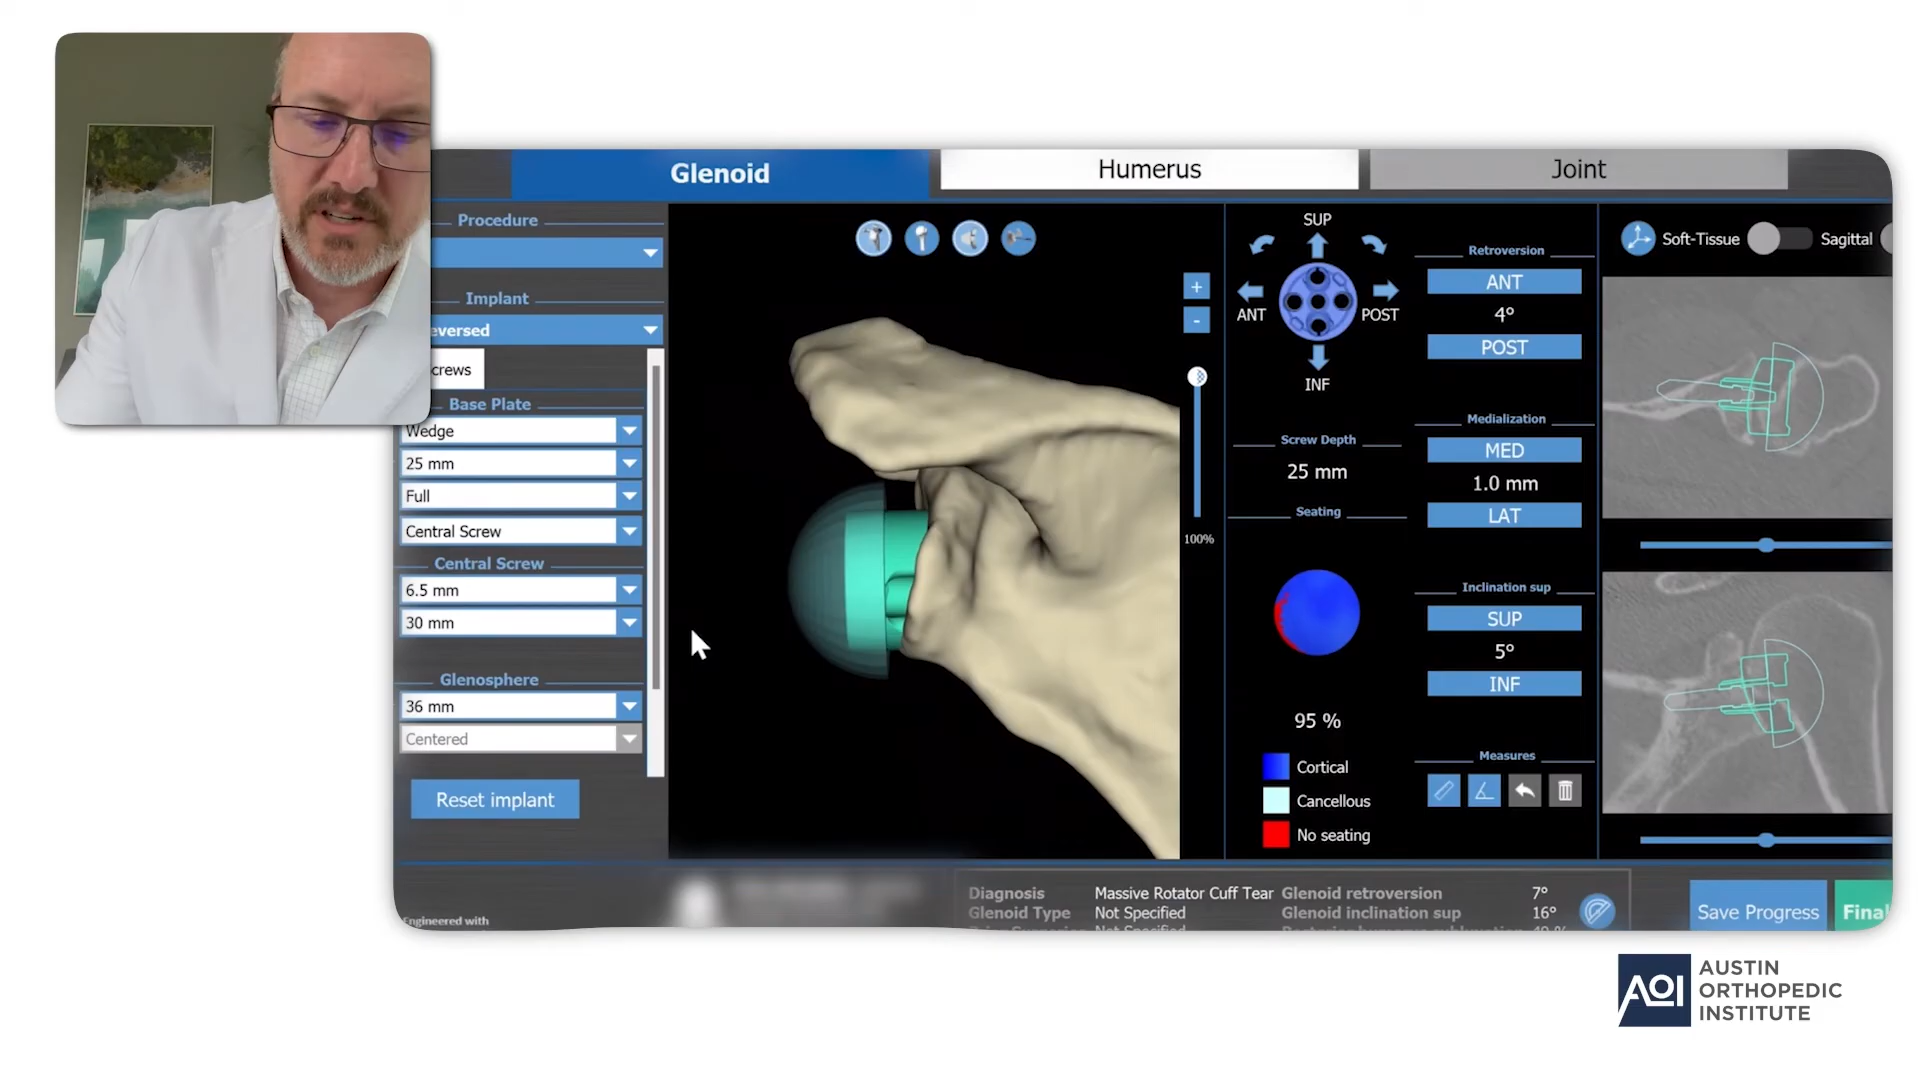 Glenoid
Humerus
Joint
Procedure
Implant
eversed
crews
Base Plate
Wedge
25 mm
Full
Central Screw
Central Screw
6.5 mm
30 mm
Glenosphere
36 mm
Centered
Reset implant
Engineered with
+
-
100%
SUP
ANT
POST
INF
Screw Depth
25 mm
Seating
95 %
Cortical
Cancellous
No seating
Retroversion
ANT
4°
POST
Medialization
MED
1.0 mm
LAT
Inclination sup
SUP
5°
INF
Measures
Soft-Tissue
Sagittal
Diagnosis Massive Rotator Cuff Tear Glenoid retroversion 7°
Glenoid Type Not Specified Glenoid inclination sup 16°
Save Progress
Final
AOI
AUSTIN
ORTHOPEDIC
INSTITUTE